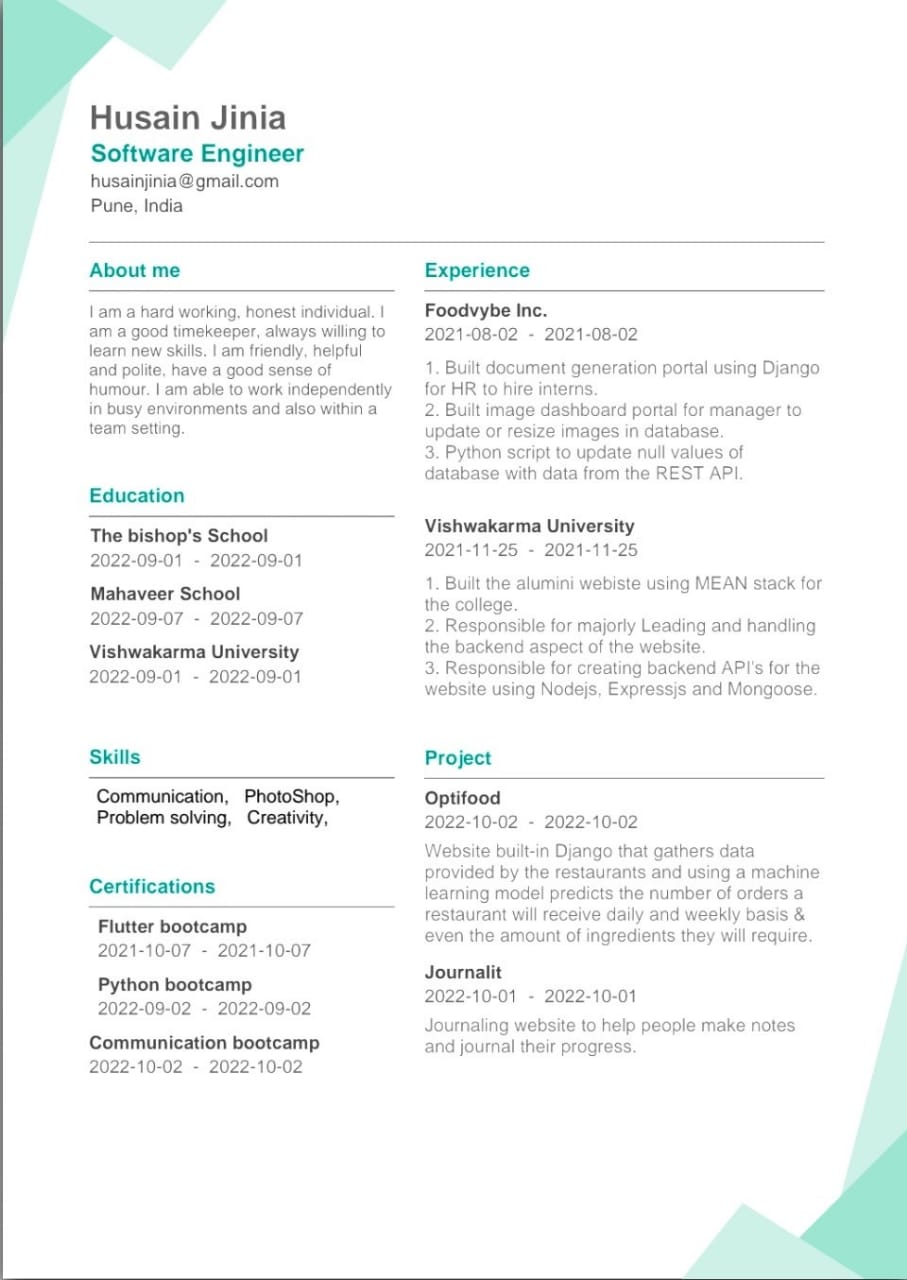 Husain Jinia
Software Engineer
husainjinia@gmail.com
Pune, India
About me
I am a hard working, honest individual. I
am a good timekeeper, always willing to
learn new skills. I am friendly, helpful
and polite, have a good sense of
humour. I am able to work independently
in busy environments and also within a
team setting.
Education
The bishop's School
2022-09-01 - 2022-09-01
Mahaveer School
2022-09-07 - 2022-09-07
Vishwakarma University
2022-09-01 - 2022-09-01
Skills
Communication, PhotoShop,
Problem solving, Creativity,
Certifications
Flutter bootcamp
2021-10-07 - 2021-10-07
Python bootcamp
2022-09-02 - 2022-09-02
Communication bootcamp
2022-10-02 - 2022-10-02
Experience
Foodvybe Inc.
2021-08-02 - 2021-08-02
1. Built document generation portal using Django
for HR to hire interns.
2. Built image dashboard portal for manager to
update or resize images in database.
3. Python script to update null values of
database with data from the REST API.
Vishwakarma University
2021-11-25 - 2021-11-25
1. Built the alumini webiste using MEAN stack for
the college.
2. Responsible for majorly Leading and handling
the backend aspect of the website.
3. Responsible for creating backend API's for the
website using Nodejs, Expressjs and Mongoose.
Project
Optifood
2022-10-02 - 2022-10-02
Website built-in Django that gathers data
provided by the restaurants and using a machine
learning model predicts the number of orders a
restaurant will receive daily and weekly basis &
even the amount of ingredients they will require.
Journalit
2022-10-01 - 2022-10-01
Journaling website to help people make notes
and journal their progress.